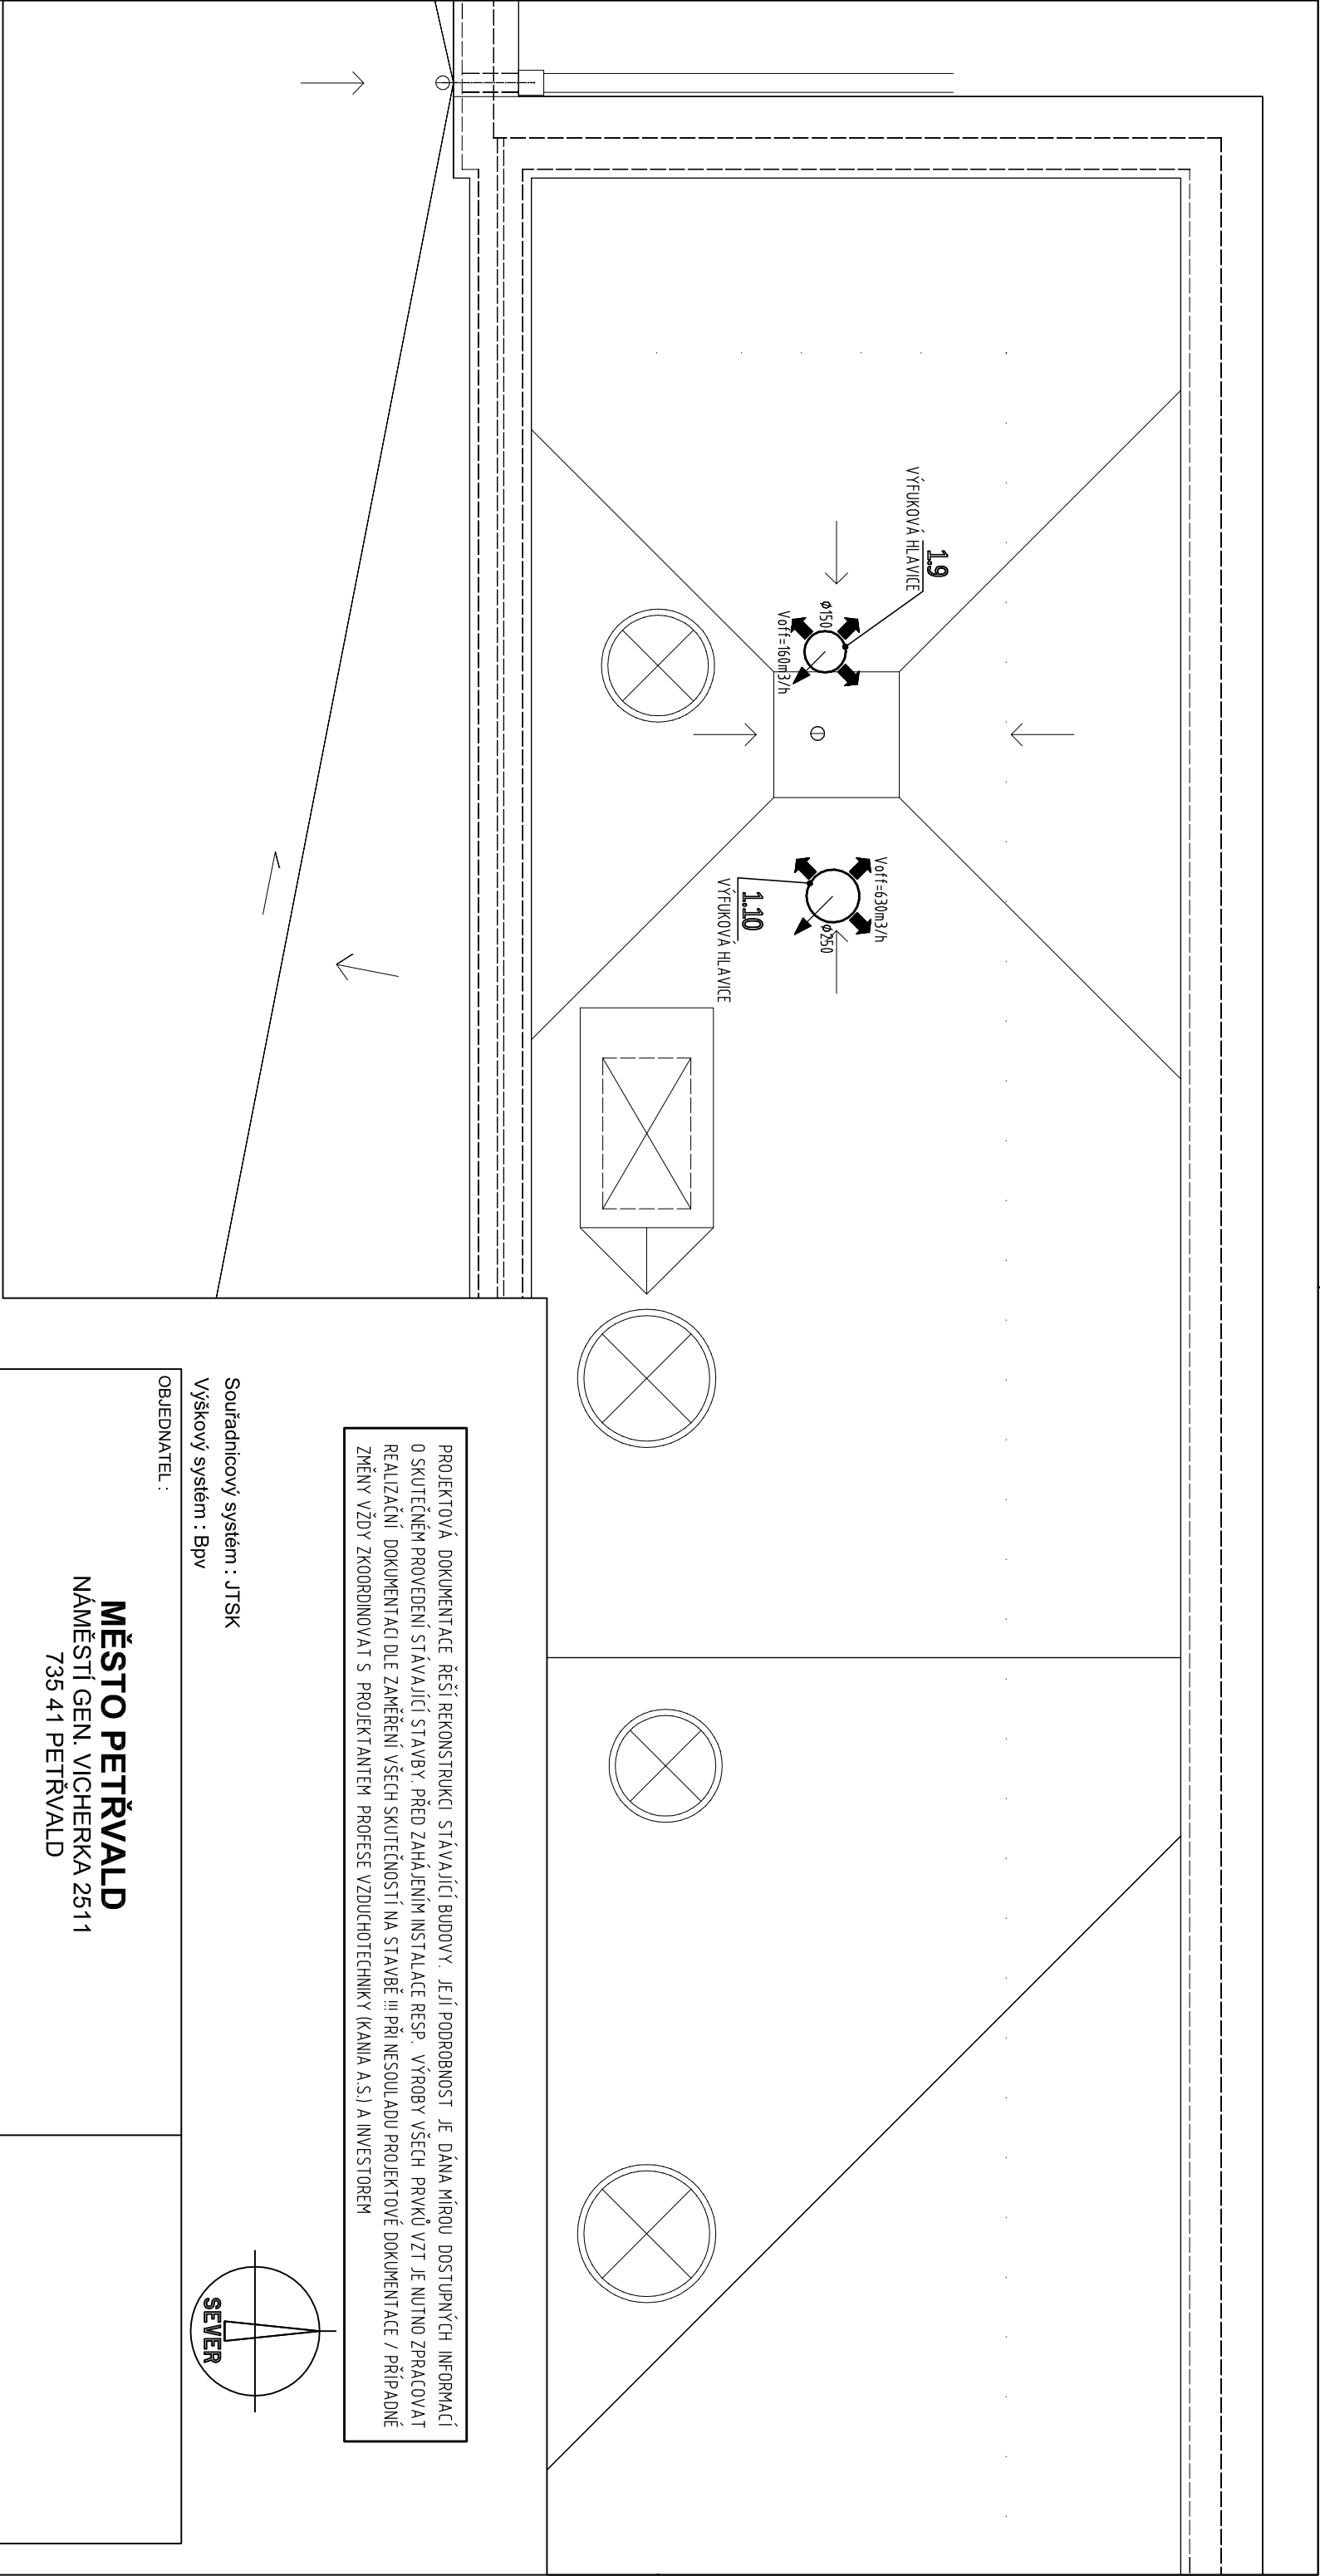 1.9
VÝFUKOVÁ HLAVICE
ø150
Voff=160m3/h
Voff=630m3/h
ø250
1.10
VÝFUKOVÁ HLAVICE
PROJEKTOVÁ DOKUMENTACE ŘEŠÍ REKONSTRUKCI STÁVAJÍCÍ BUDOVY. JEJÍ PODROBNOST JE DÁNA MÍROU DOSTUPNÝCH INFORMACÍ
O SKUTEČNÉM PROVEDENÍ STÁVAJÍCÍ STAVBY. PŘED ZAHÁJENÍM INSTALACE RESP. VÝROBY VŠECH PRVKŮ VZT JE NUTNO ZPRACOVAT
REALIZAČNÍ DOKUMENTACI DLE ZAMĚŘENÍ VŠECH SKUTEČNOSTÍ NA STAVBĚ !!! PŘI NESOULADU PROJEKTOVÉ DOKUMENTACE / PŘÍPADNÉ
ZMĚNY VŽDY ZKOORDINOVAT S PROJEKTANTEM PROFESE VZDUCHOTECHNIKY (KANIA A.S.) A INVESTOREM
Souřadnicový systém : JTSK
Výškový systém : Bpv
SEVER
OBJEDNATEL :
MĚSTO PETŘVALD
NÁMĚSTÍ GEN. VICHERKA 2511
735 41 PETŘVALD